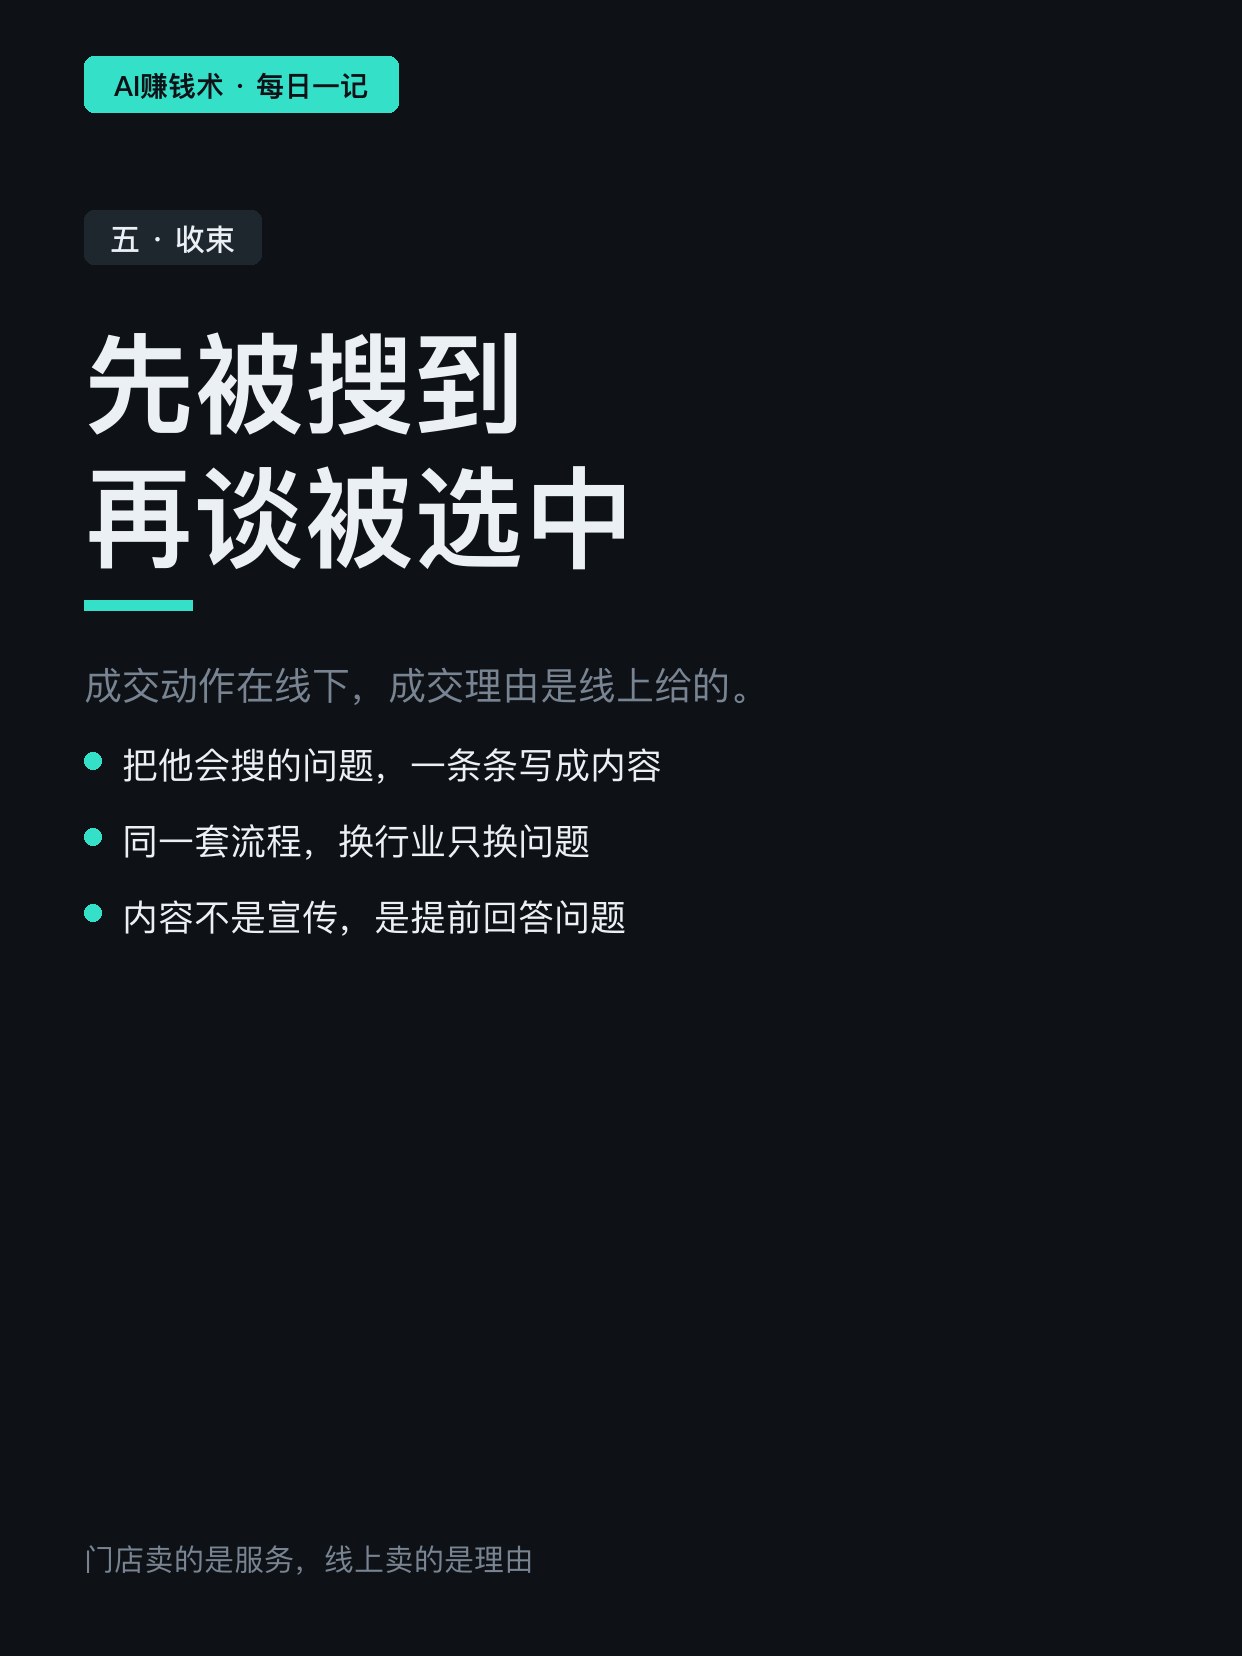 AI赚钱术 · 每日一记
五 · 收束
先被搜到
再谈被选中
成交动作在线下，成交理由是线上给的。
把他会搜的问题，一条条写成内容
同一套流程，换行业只换问题
内容不是宣传，是提前回答问题
门店卖的是服务，线上卖的是理由